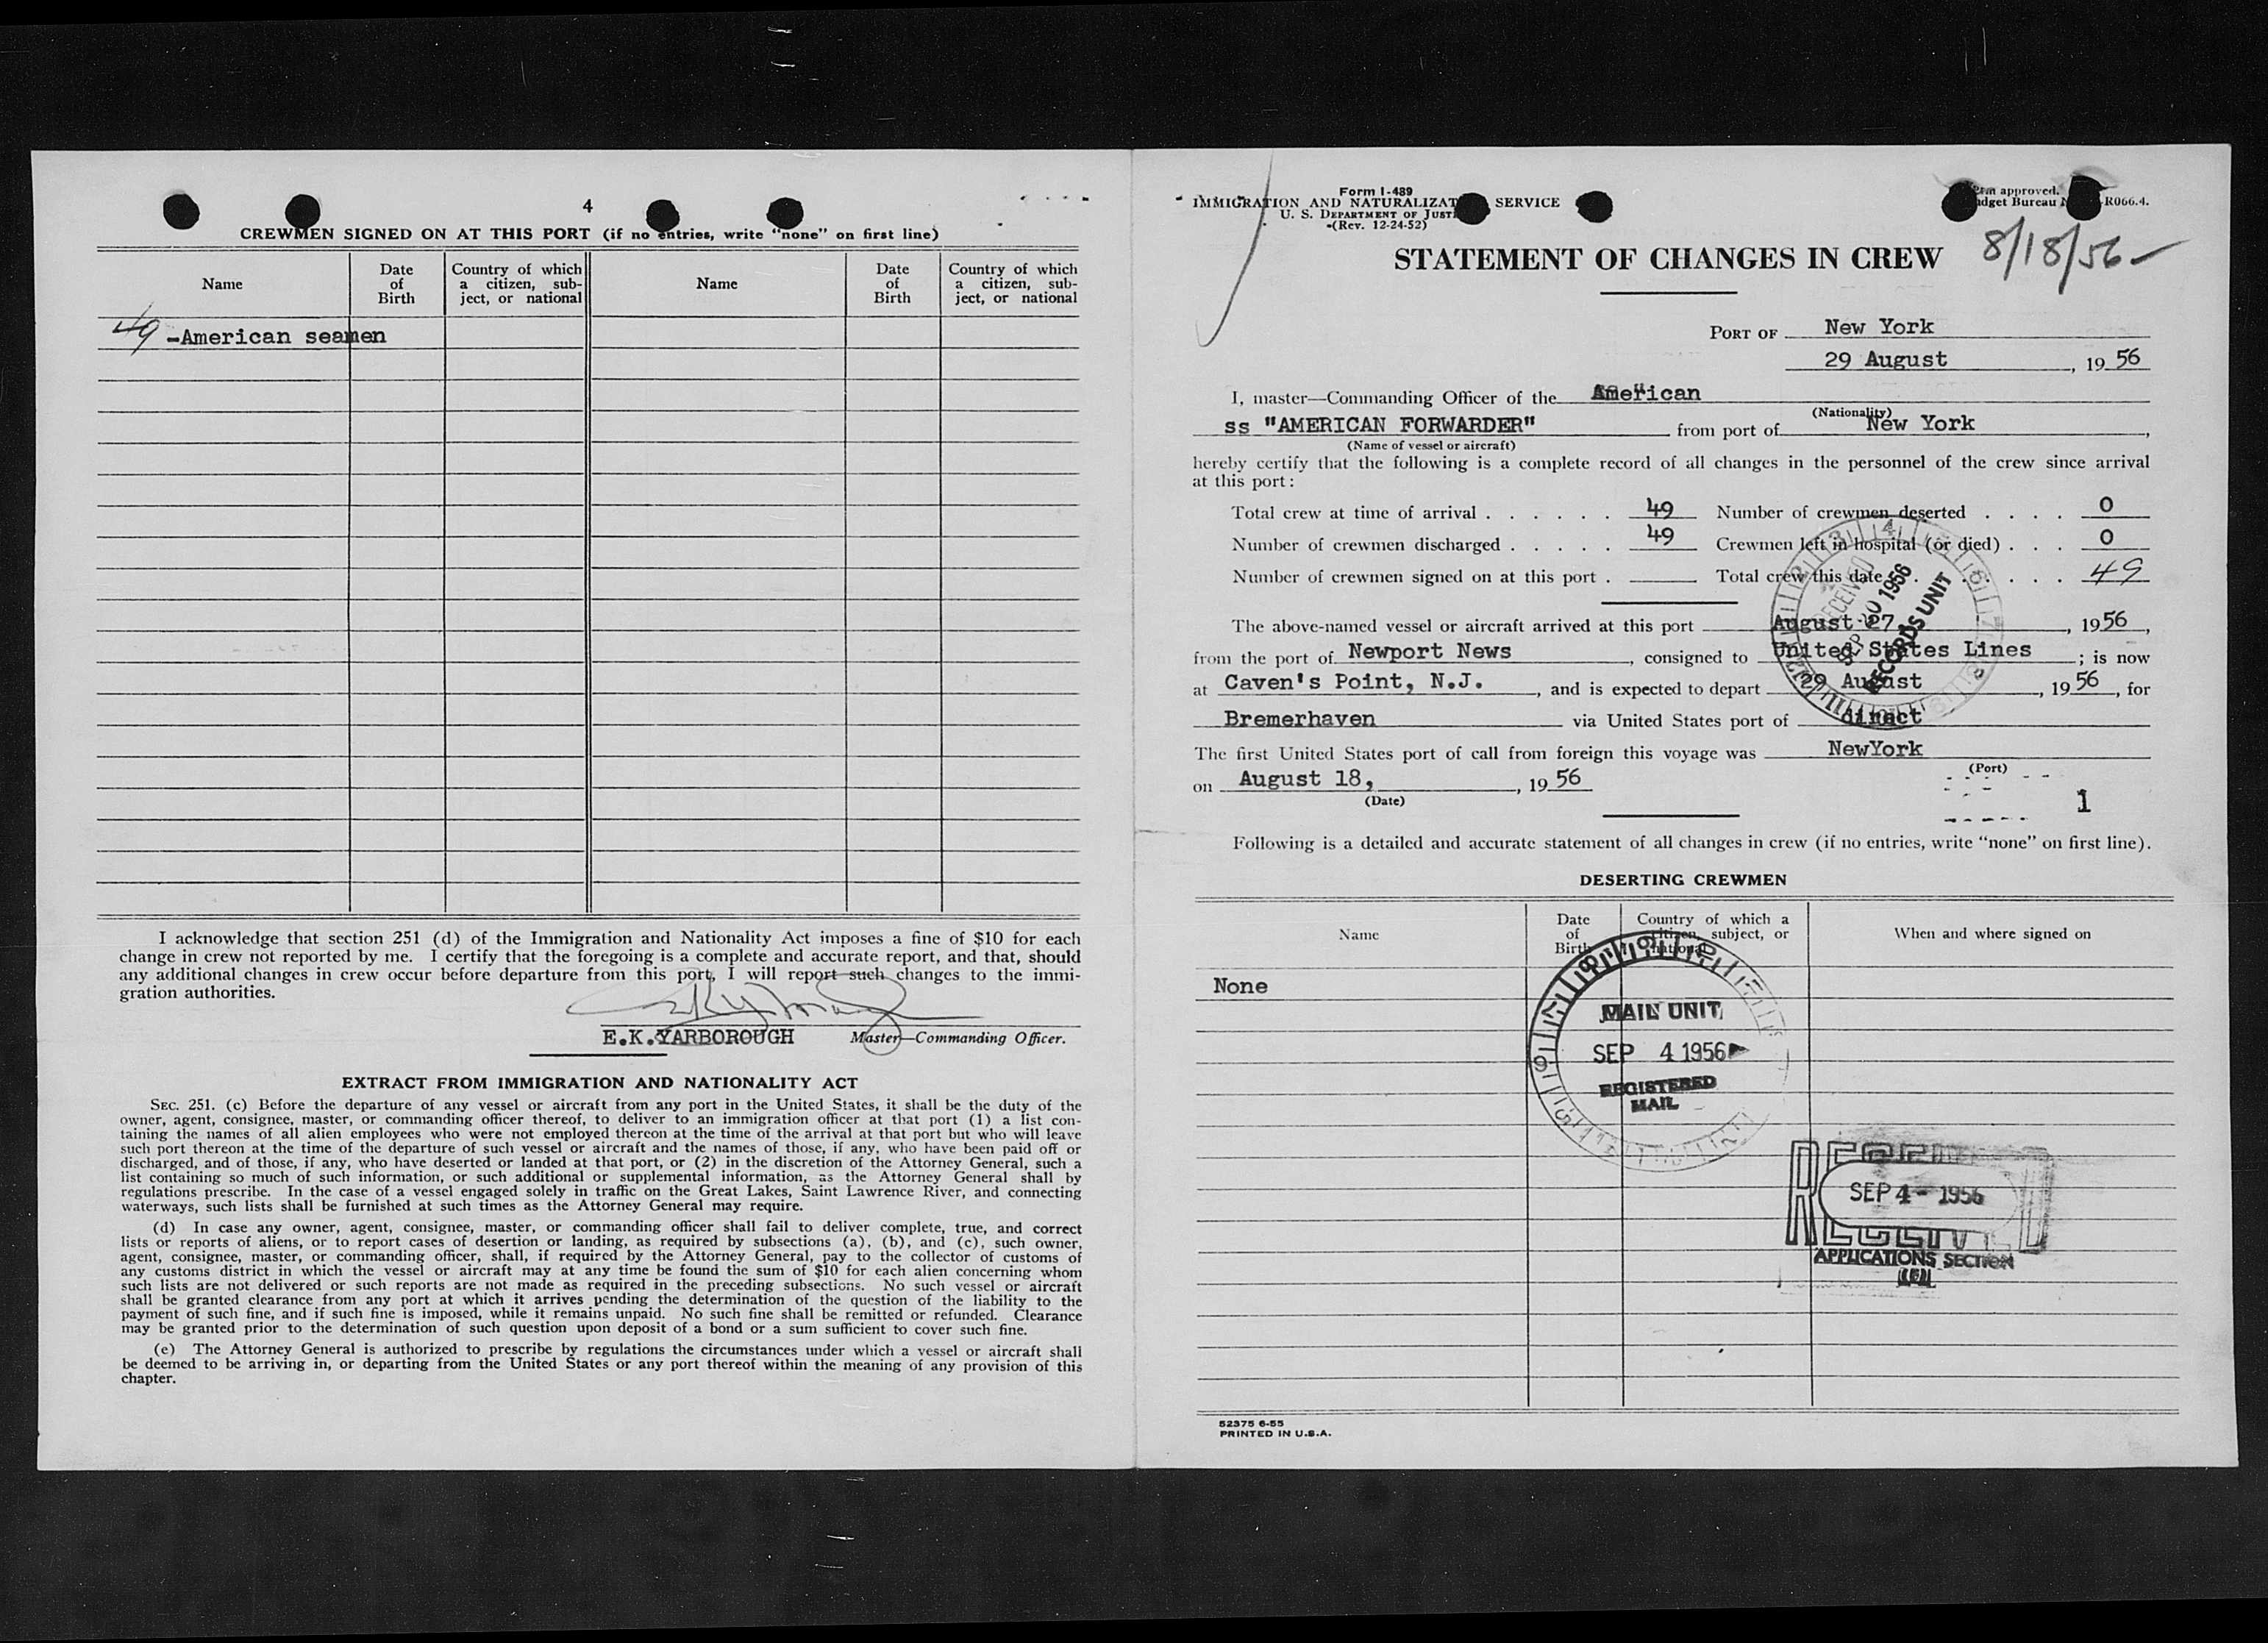 4
CREWMEN SIGNED ON AT THIS PORT (if no entries, write "none" on first line)
Name
Date of Birth
Country of which a citizen, sub-ject, or national
Name
Date of Birth
Country of which a citizen, sub-ject, or national
49 -American seamen
I acknowledge that section 251 (d) of the Immigration and Nationality Act imposes a fine of $10 for each
change in crew not reported by me. I certify that the foregoing is a complete and accurate report, and that, should
any additional changes in crew occur before departure from this port, I will report such changes to the immi-
gration authorities.
E.K.YARBOROUGH Master—Commanding Officer.
EXTRACT FROM IMMIGRATION AND NATIONALITY ACT
SEC. 251. (c) Before the departure of any vessel or aircraft from any port in the United States, it shall be the duty of the
owner, agent, consignee, master, or commanding officer thereof, to deliver to an immigration officer at that port (1) a list con-
taining the names of all alien employees who were not employed thereon at the time of the arrival at that port but who will leave
such port thereon at the time of the departure of such vessel or aircraft and the names of those, if any, who have been paid off or
discharged, and of those, if any, who have deserted or landed at that port, or (2) in the discretion of the Attorney General, such a
list containing so much of such information, or such additional or supplemental information, as the Attorney General shall by
regulations prescribe. In the case of a vessel engaged solely in traffic on the Great Lakes, Saint Lawrence River, and connecting
waterways, such lists shall be furnished at such times as the Attorney General may require.
(d) In case any owner, agent, consignee, master, or commanding officer shall fail to deliver complete, true, and correct
lists or reports of aliens, or to report cases of desertion or landing, as required by subsections (a), (b), and (c), such owner,
agent, consignee, master, or commanding officer, shall, if required by the Attorney General, pay to the collector of customs of
any customs district in which the vessel or aircraft may at any time be found the sum of $10 for each alien concerning whom
such lists are not delivered or such reports are not made as required in the preceding subsections. No such vessel or aircraft
shall be granted clearance from any port at which it arrives pending the determination of the question of the liability to the
payment of such fine, and if such fine is imposed, while it remains unpaid. No such fine shall be remitted or refunded. Clearance
may be granted prior to the determination of such question upon deposit of a bond or a sum sufficient to cover such fine.
(e) The Attorney General is authorized to prescribe by regulations the circumstances under which a vessel or aircraft shall
be deemed to be arriving in, or departing from the United States or any port thereof within the meaning of any provision of this
chapter.
Form I-489
IMMIGRATION AND NATURALIZAT SERVICE
U. S. DEPARTMENT OF JUST
(Rev. 12-24-52)
approved.
Bureau R066.4.
8/18/56
STATEMENT OF CHANGES IN CREW
PORT OF New York
29 August, 19 56
I, master—Commanding Officer of the American
(Nationality)
ss "AMERICAN FORWARDER" from port of New York,
(Name of vessel or aircraft)
hereby certify that the following is a complete record of all changes in the personnel of the crew since arrival
at this port:
Total crew at time of arrival . . . . . . 49 Number of crewmen deserted . . . . 0
Number of crewmen discharged . . . . . 49 Crewmen left in hospital (or died) . . . 0
Number of crewmen signed on at this port . Total crew this date . . . . . . 49
The above-named vessel or aircraft arrived at this port August 27, 19 56,
from the port of Newport News, consigned to United States Lines; is now
at Caven's Point, N.J., and is expected to depart 29 August, 19 56, for
Bremerhaven via United States port of direct
The first United States port of call from foreign this voyage was NewYork
(Port)
on August 18, , 19 56
(Date)
1
RECEIVED
1956
RECORDS UNIT
Following is a detailed and accurate statement of all changes in crew (if no entries, write "none" on first line).
DESERTING CREWMEN
Name
Date of Birth
Country of which a citizen, subject, or national
When and where signed on
None
MAIL UNIT
SEP 4 1956
REGISTERED
MAIL
RECEIVED
SEP 4 - 1956
RECEIVED
APPLICATIONS SECTION
52375 6-55
PRINTED IN U.S.A.